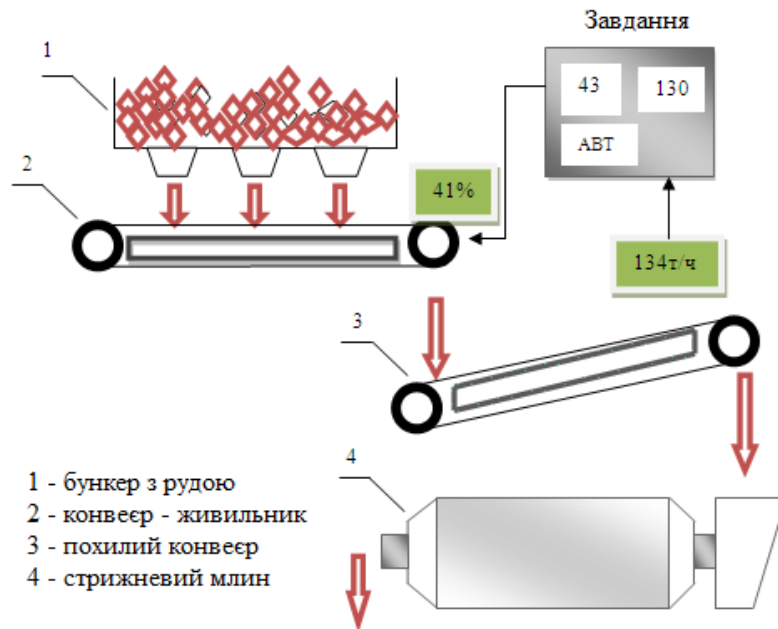 Завдання
1
43
130
АВТ
2
41%
134т/ч
3
4
1 - бункер з рудою
2 - конвеєр - живильник
3 - похилий конвеєр
4 - стрижневий млин